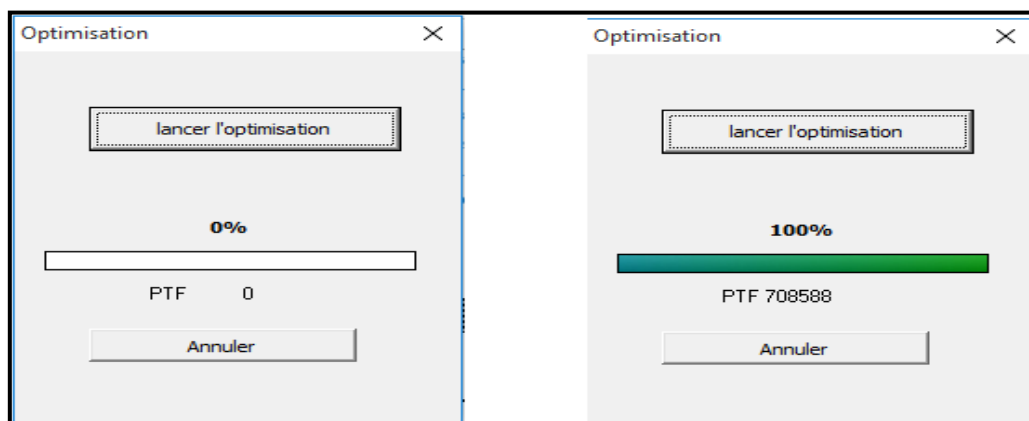 Optimisation
lancer l'optimisation
0%
PTF 0
Annuler
Optimisation
lancer l'optimisation
100%
PTF 708588
Annuler